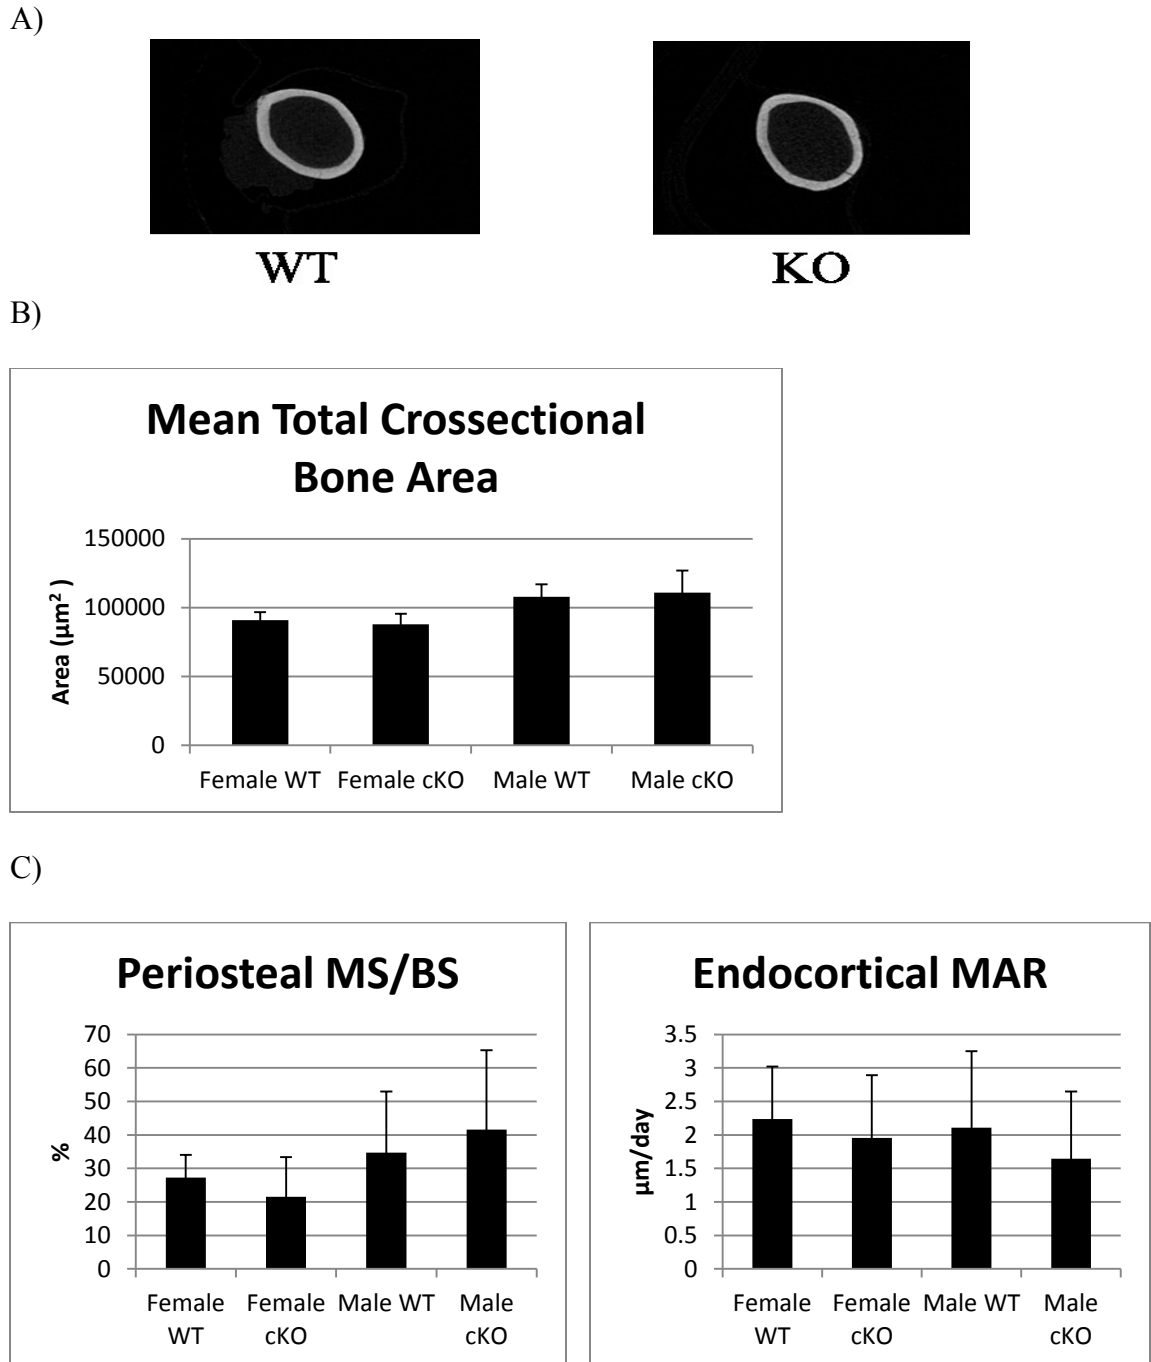 A)
WT
KO
B)
Mean Total Crossectional
Bone Area
150000
100000
50000
0
Area (µm² )
Female WT
Female cKO
Male WT
Male cKO
C)
Periosteal MS/BS
70
60
50
40
30
20
10
0
%
Female
WT
Female
cKO
Male WT
Male
cKO
Endocortical MAR
3.5
3
2.5
2
1.5
1
0.5
0
µm/day
Female
WT
Female
cKO
Male WT
Male
cKO